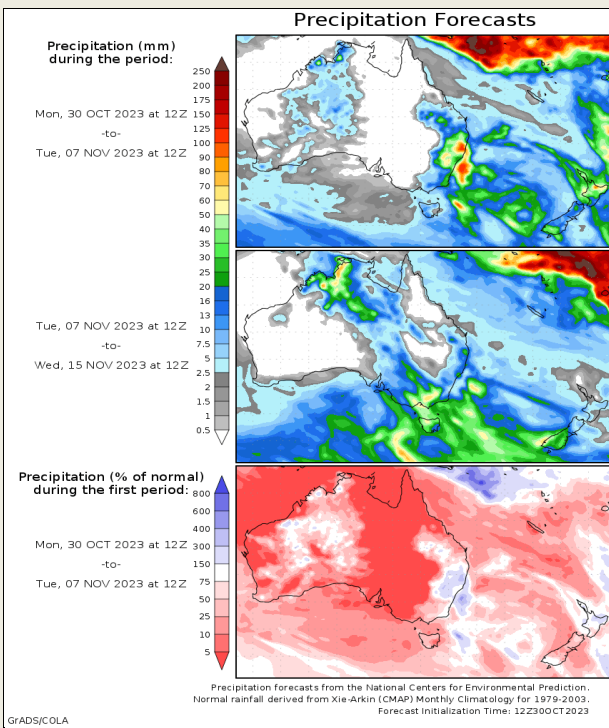 Precipitation Forecasts
Precipitation (mm)
during the period:
Mon, 30 OCT 2023 at 12Z
-to-
Tue, 07 NOV 2023 at 12Z
250
200
175
150
125
100
90
80
70
60
50
40
35
30
25
20
16
13
10
7.5
5
2.5
2
1.5
1
0.5
Tue, 07 NOV 2023 at 12Z
-to-
Wed, 15 NOV 2023 at 12Z
Precipitation (% of normal)
during the first period:
Mon, 30 OCT 2023 at 12Z
-to-
Tue, 07 NOV 2023 at 12Z
800
600
400
300
150
75
50
25
10
5
Precipitation forecasts from the National Centers for Environmental Prediction.
Normal rainfall derived from Xie-Arkin (CMAP) Monthly Climatology for 1979-2003.
Forecast Initialization Time: 12Z30OCT2023
GrADS/COLA